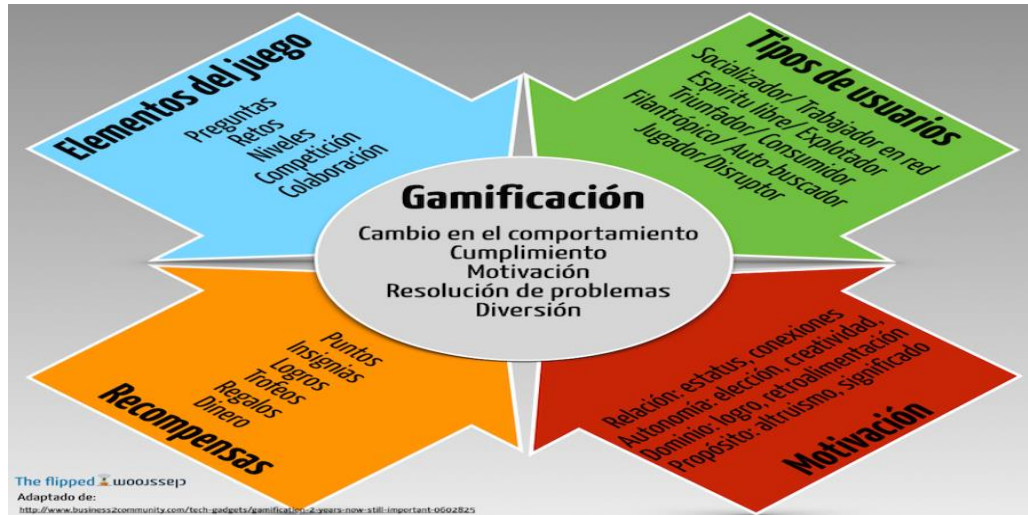 Elementos del juego
Preguntas
Retos
Niveles
Competición
Colaboración
Tipos de usuarios
Socializador/ Trabajador en red
Espíritu libre/ Explotador
Triunfador/ Consumidor
Filantrópico/ Auto-buscador
Jugador/Disruptor
Gamificación
Cambio en el comportamiento
Cumplimiento
Motivación
Resolución de problemas
Diversión
Puntos
Insignias
Logros
Trofeos
Regalos
Dinero
Recompensas
Relación: estatus, conexiones
Autonomía: elección, creatividad,
Dominio: logro, retroalimentación
Propósito: altruismo, significado
Motivación
The flipped classroom
Adaptado de:
http://www.business2community.com/tech-gadgets/gamification-2-years-now-still-important-0602825